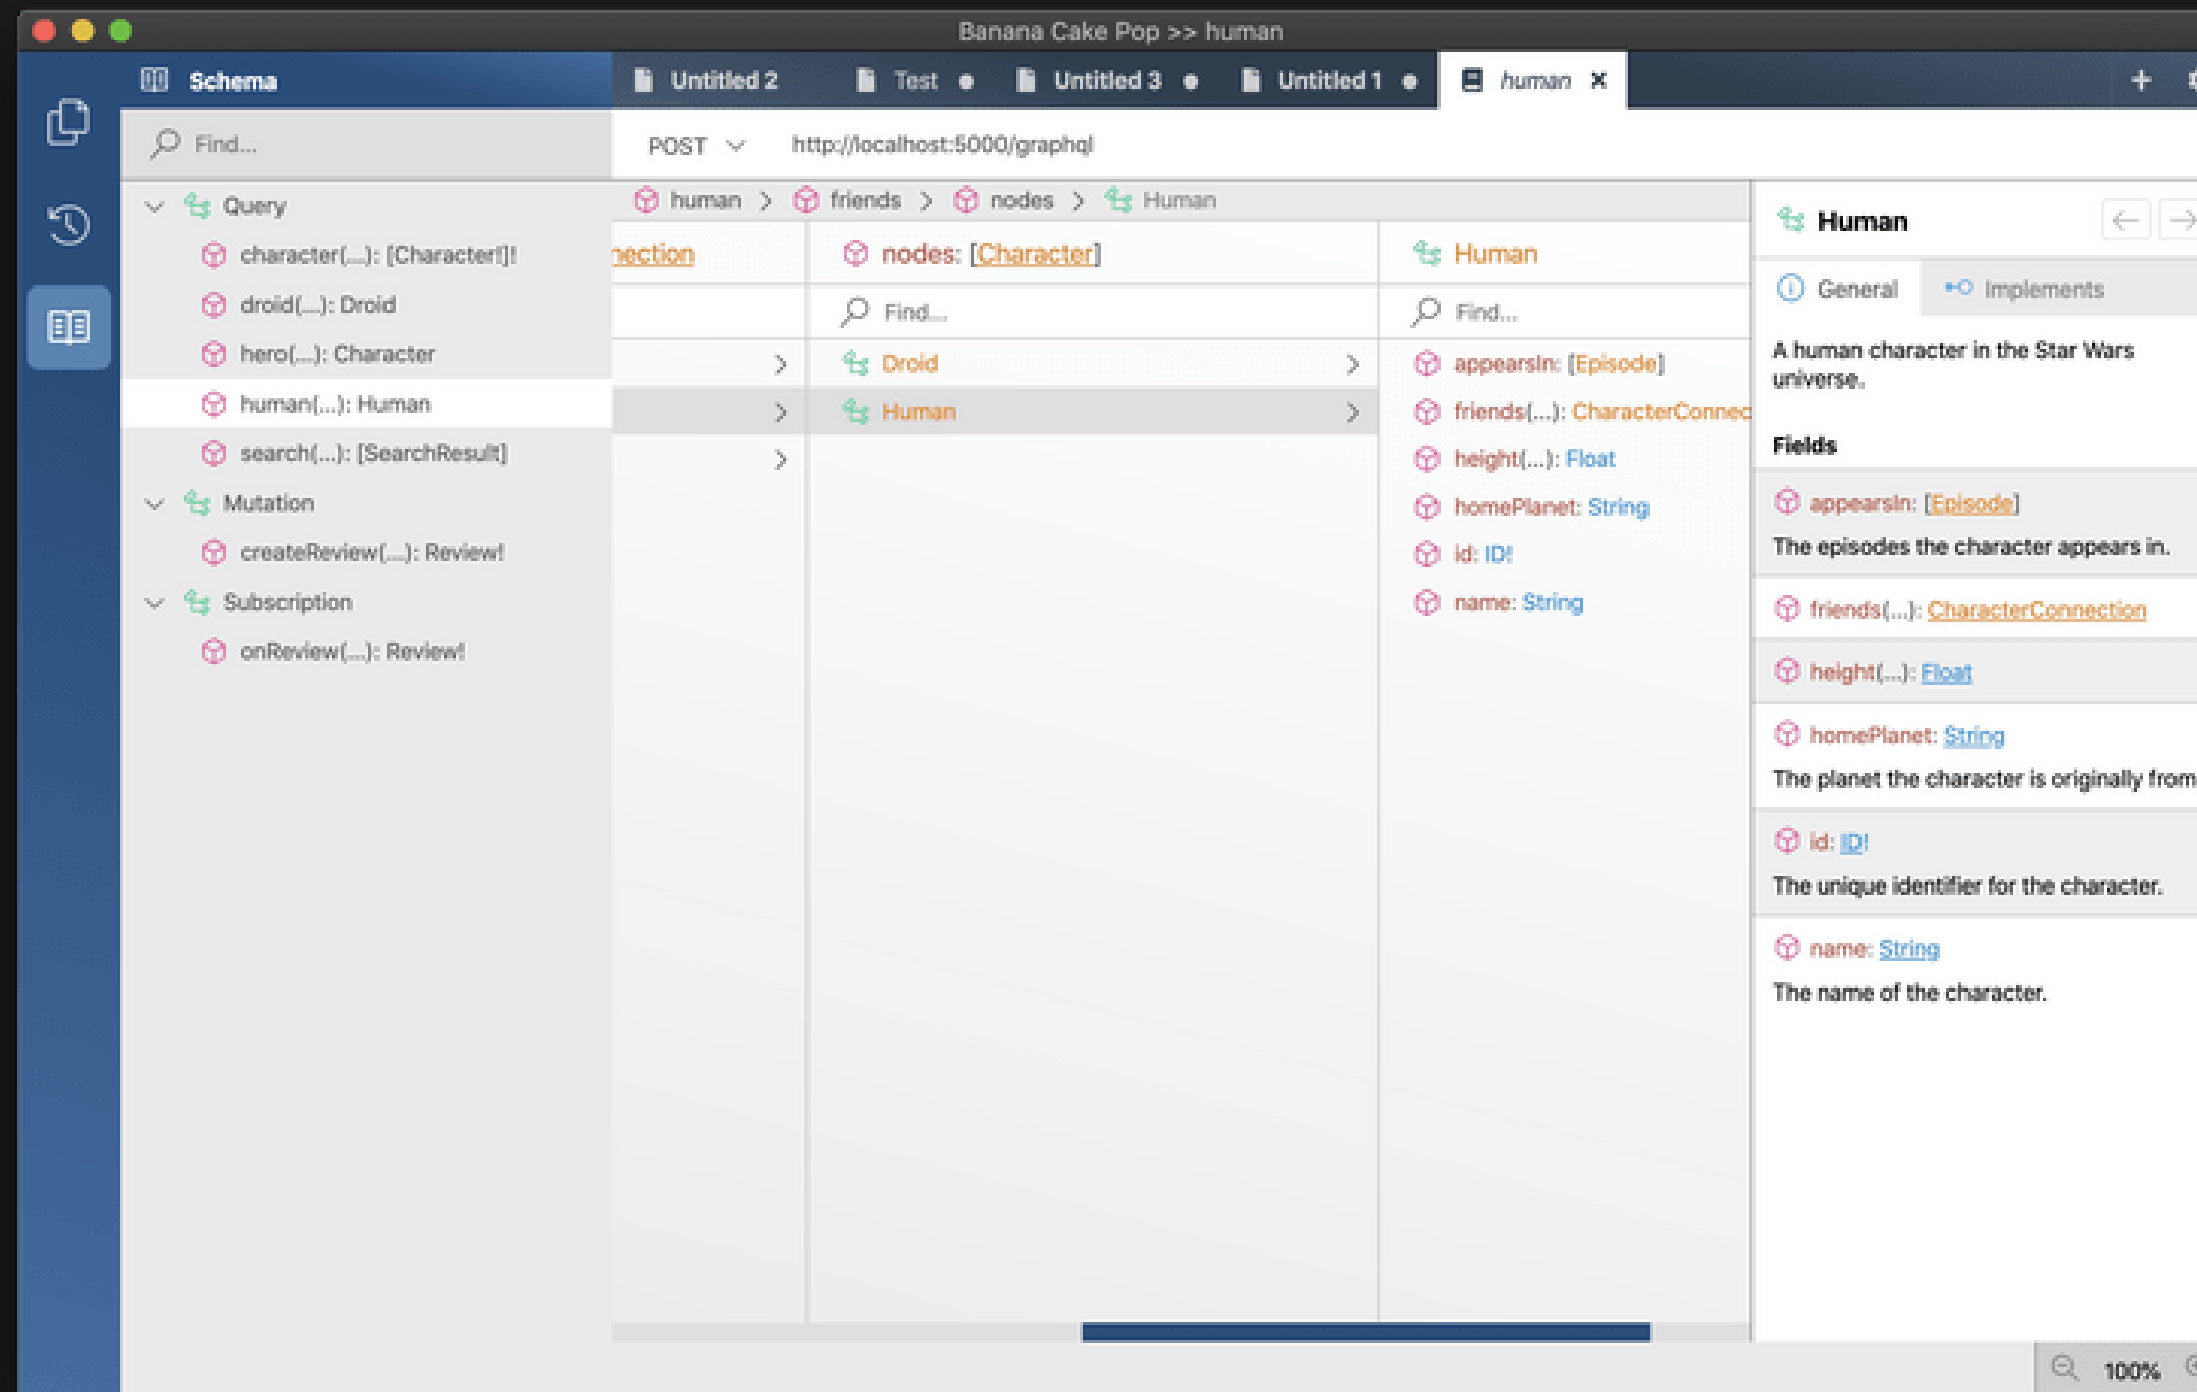 Banana Cake Pop >> human
Schema
Untitled 2
Test
Untitled 3
Untitled 1
human
Find...
POST
http://localhost:5000/graphql
Query
character(...): [Character!]!
droid(...): Droid
hero(...): Character
human(...): Human
search(...): [SearchResult]
Mutation
createReview(...): Review!
Subscription
onReview(...): Review!
human > friends > nodes > Human
nection
nodes: [Character]
Find...
Droid
Human
Human
Find...
appearsIn: [Episode]
friends(...): CharacterConnec
height(...): Float
homePlanet: String
id: ID!
name: String
Human
General
Implements
A human character in the Star Wars
universe.
Fields
appearsIn: [Episode]
The episodes the character appears in.
friends(...): CharacterConnection
height(...): Float
homePlanet: String
The planet the character is originally from
id: ID!
The unique identifier for the character.
name: String
The name of the character.
100%